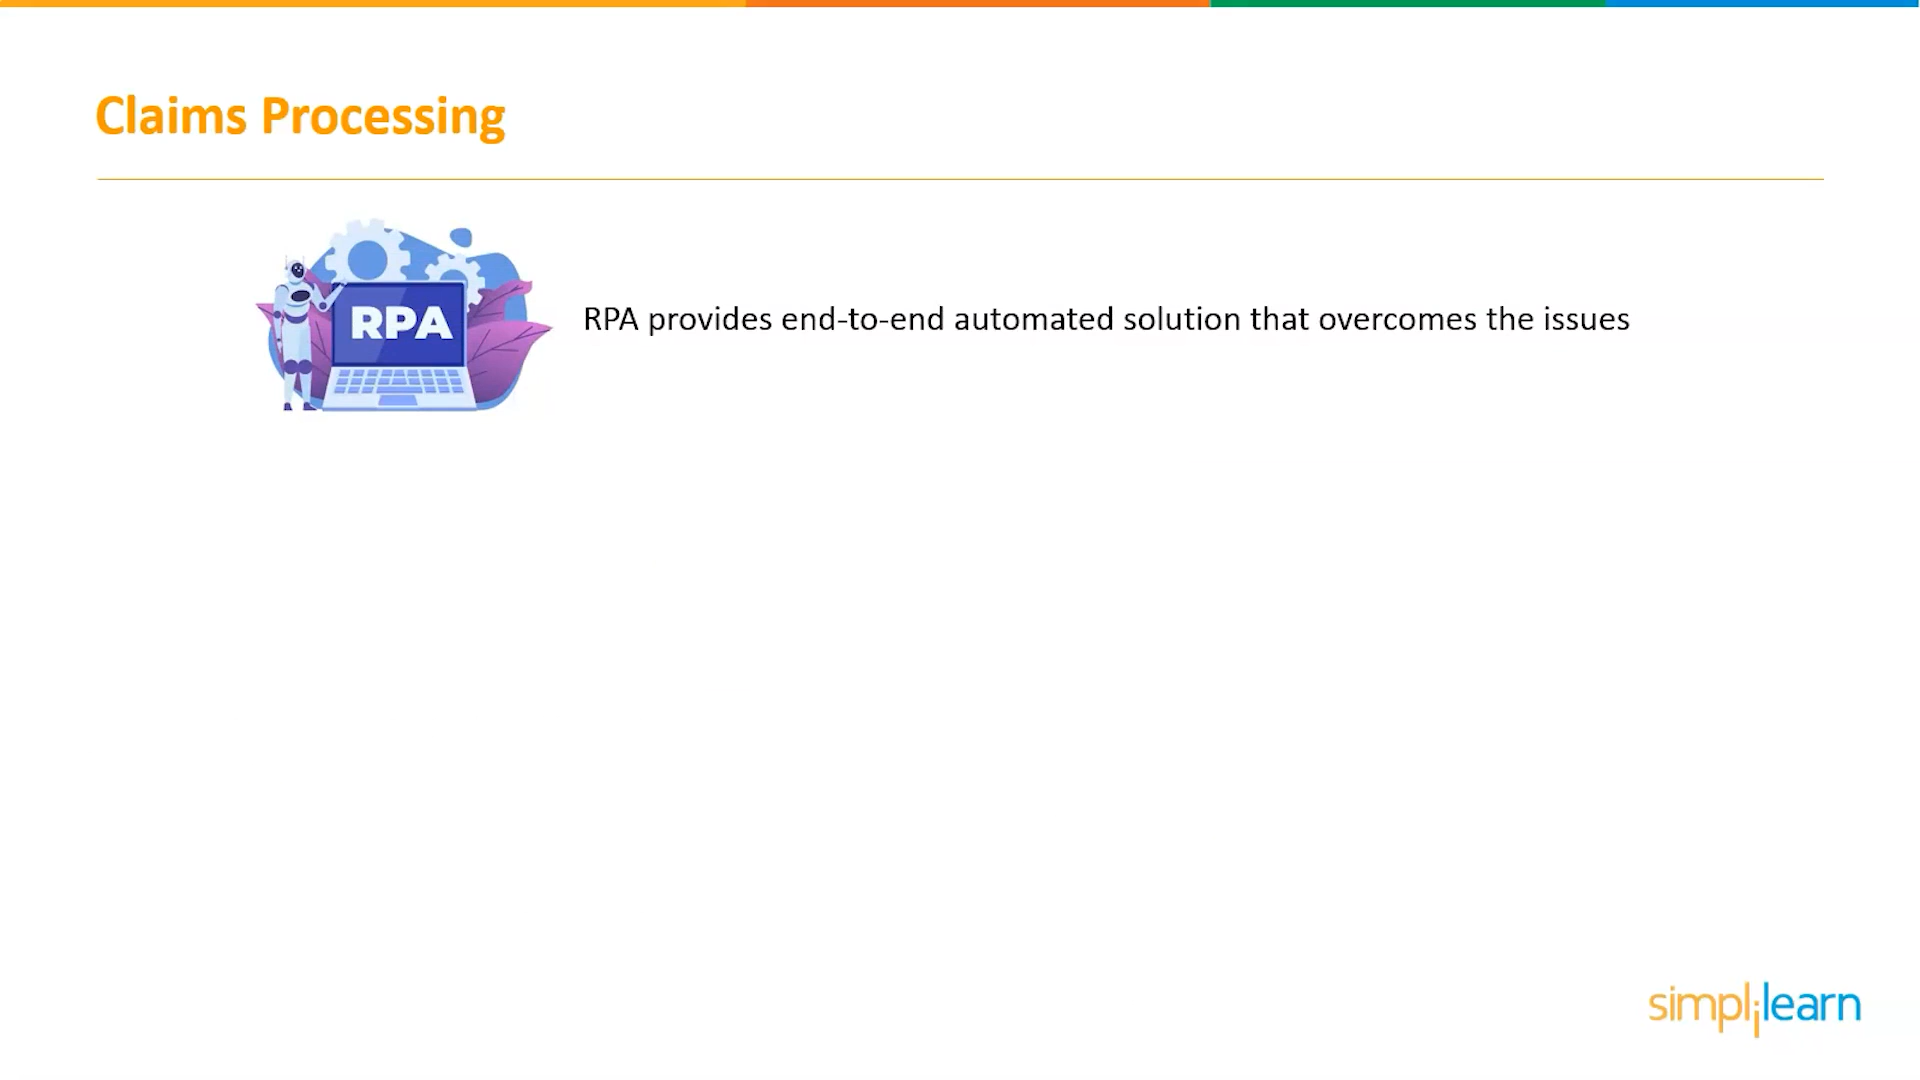 Claims Processing
RPA
RPA provides end-to-end automated solution that overcomes the issues
simplilearn